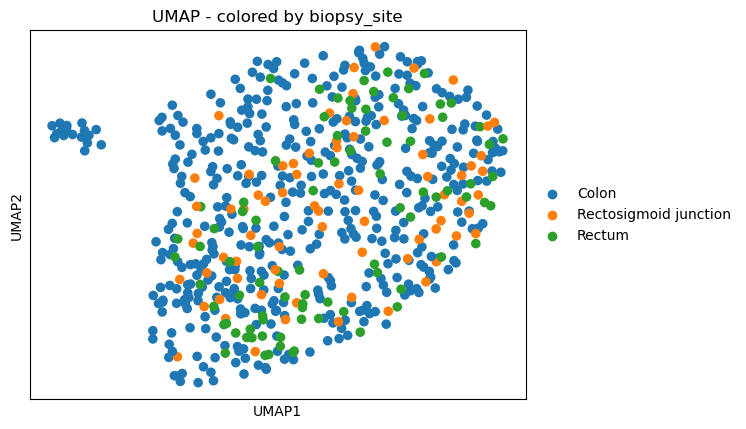 UMAP - colored by biopsy_site
UMAP2
UMAP1
Colon
Rectosigmoid junction
Rectum